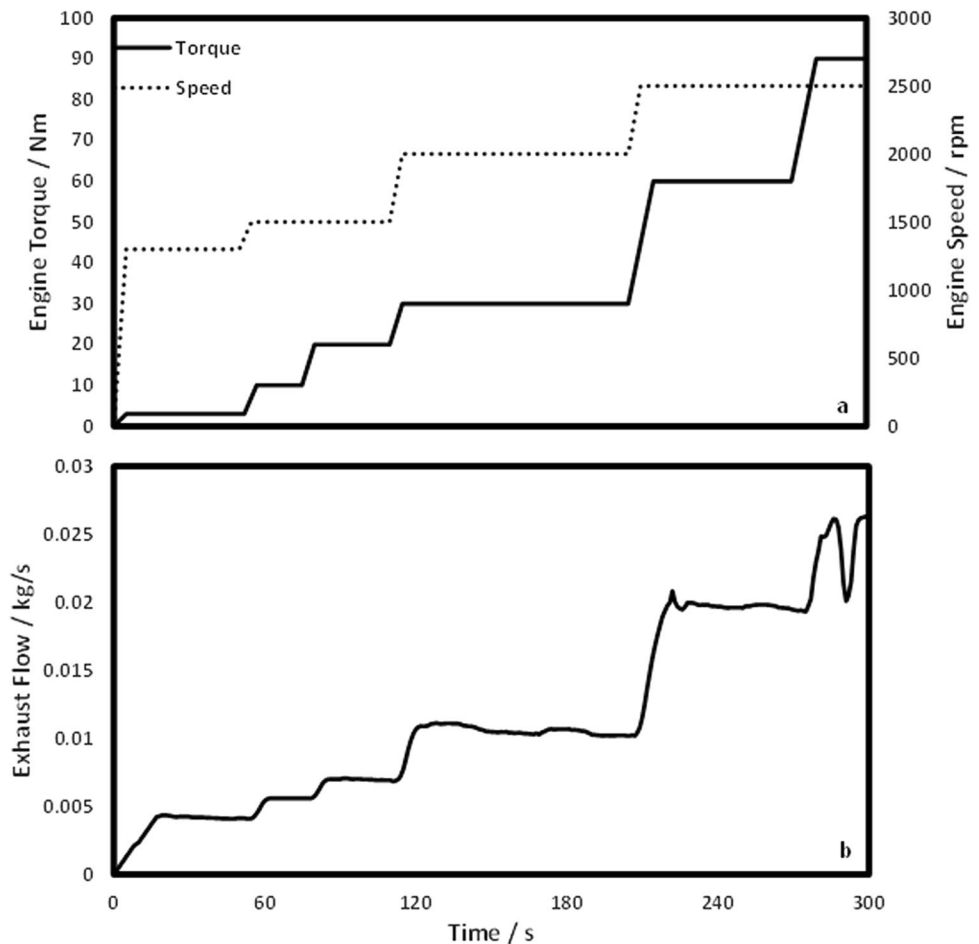 100
90
80
70
60
50
40
30
20
10
0
Engine Torque / Nm
Torque
Speed
3000
2500
2000
1500
1000
500
0
Engine Speed / rpm
a
0.03
0.025
0.02
0.015
0.01
0.005
0
Exhaust Flow / kg/s
b
0 60 120 180 240 300
Time / s